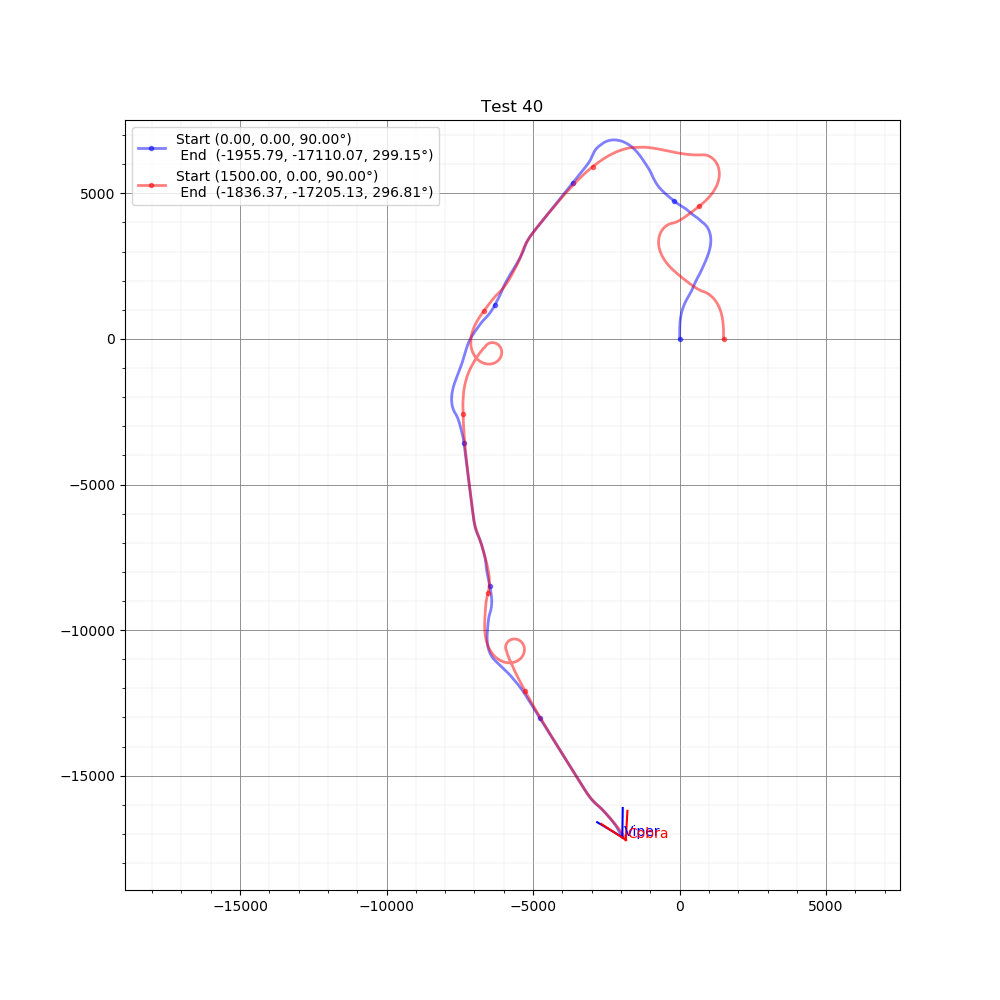 Test 40
Start (0.00, 0.00, 90.00°)
End (-1955.79, -17110.07, 299.15°)
Start (1500.00, 0.00, 90.00°)
End (-1836.37, -17205.13, 296.81°)
5000
0
−5000
−10000
−15000
Viper
Cobra
−15000
−10000
−5000
0
5000